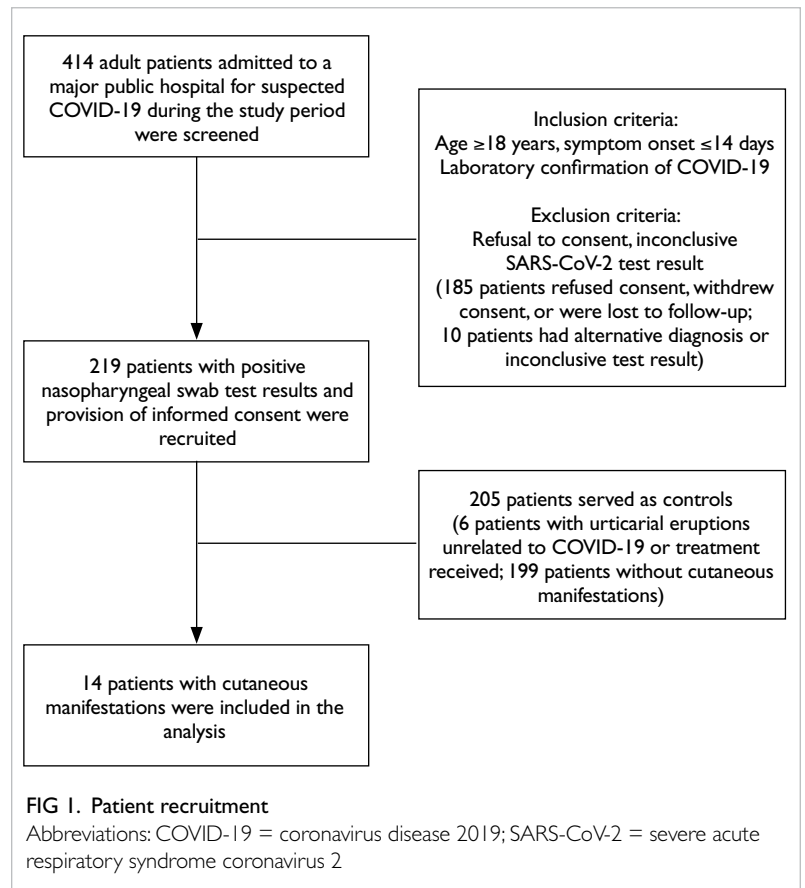 414 adult patients admitted to a
major public hospital for suspected
COVID-19 during the study period
were screened
Inclusion criteria:
Age ≥18 years, symptom onset ≤14 days
Laboratory confirmation of COVID-19
Exclusion criteria:
Refusal to consent, inconclusive
SARS-CoV-2 test result
(185 patients refused consent, withdrew
consent, or were lost to follow-up;
10 patients had alternative diagnosis or
inconclusive test result)
219 patients with positive
nasopharyngeal swab test results and
provision of informed consent were
recruited
205 patients served as controls
(6 patients with urticarial eruptions
unrelated to COVID-19 or treatment
received; 199 patients without cutaneous
manifestations)
14 patients with cutaneous
manifestations were included in the
analysis
FIG 1. Patient recruitment
Abbreviations: COVID-19 = coronavirus disease 2019; SARS-CoV-2 = severe acute
respiratory syndrome coronavirus 2